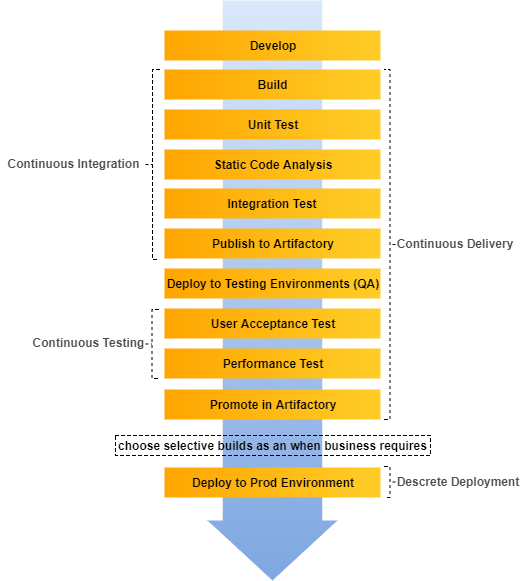 Develop
Build
Unit Test
Continuous Integration
Static Code Analysis
Integration Test
Publish to Artifactory
Continuous Delivery
Deploy to Testing Environments (QA)
User Acceptance Test
Continuous Testing
Performance Test
Promote in Artifactory
choose selective builds as an when business requires
Deploy to Prod Environment
Descrete Deployment